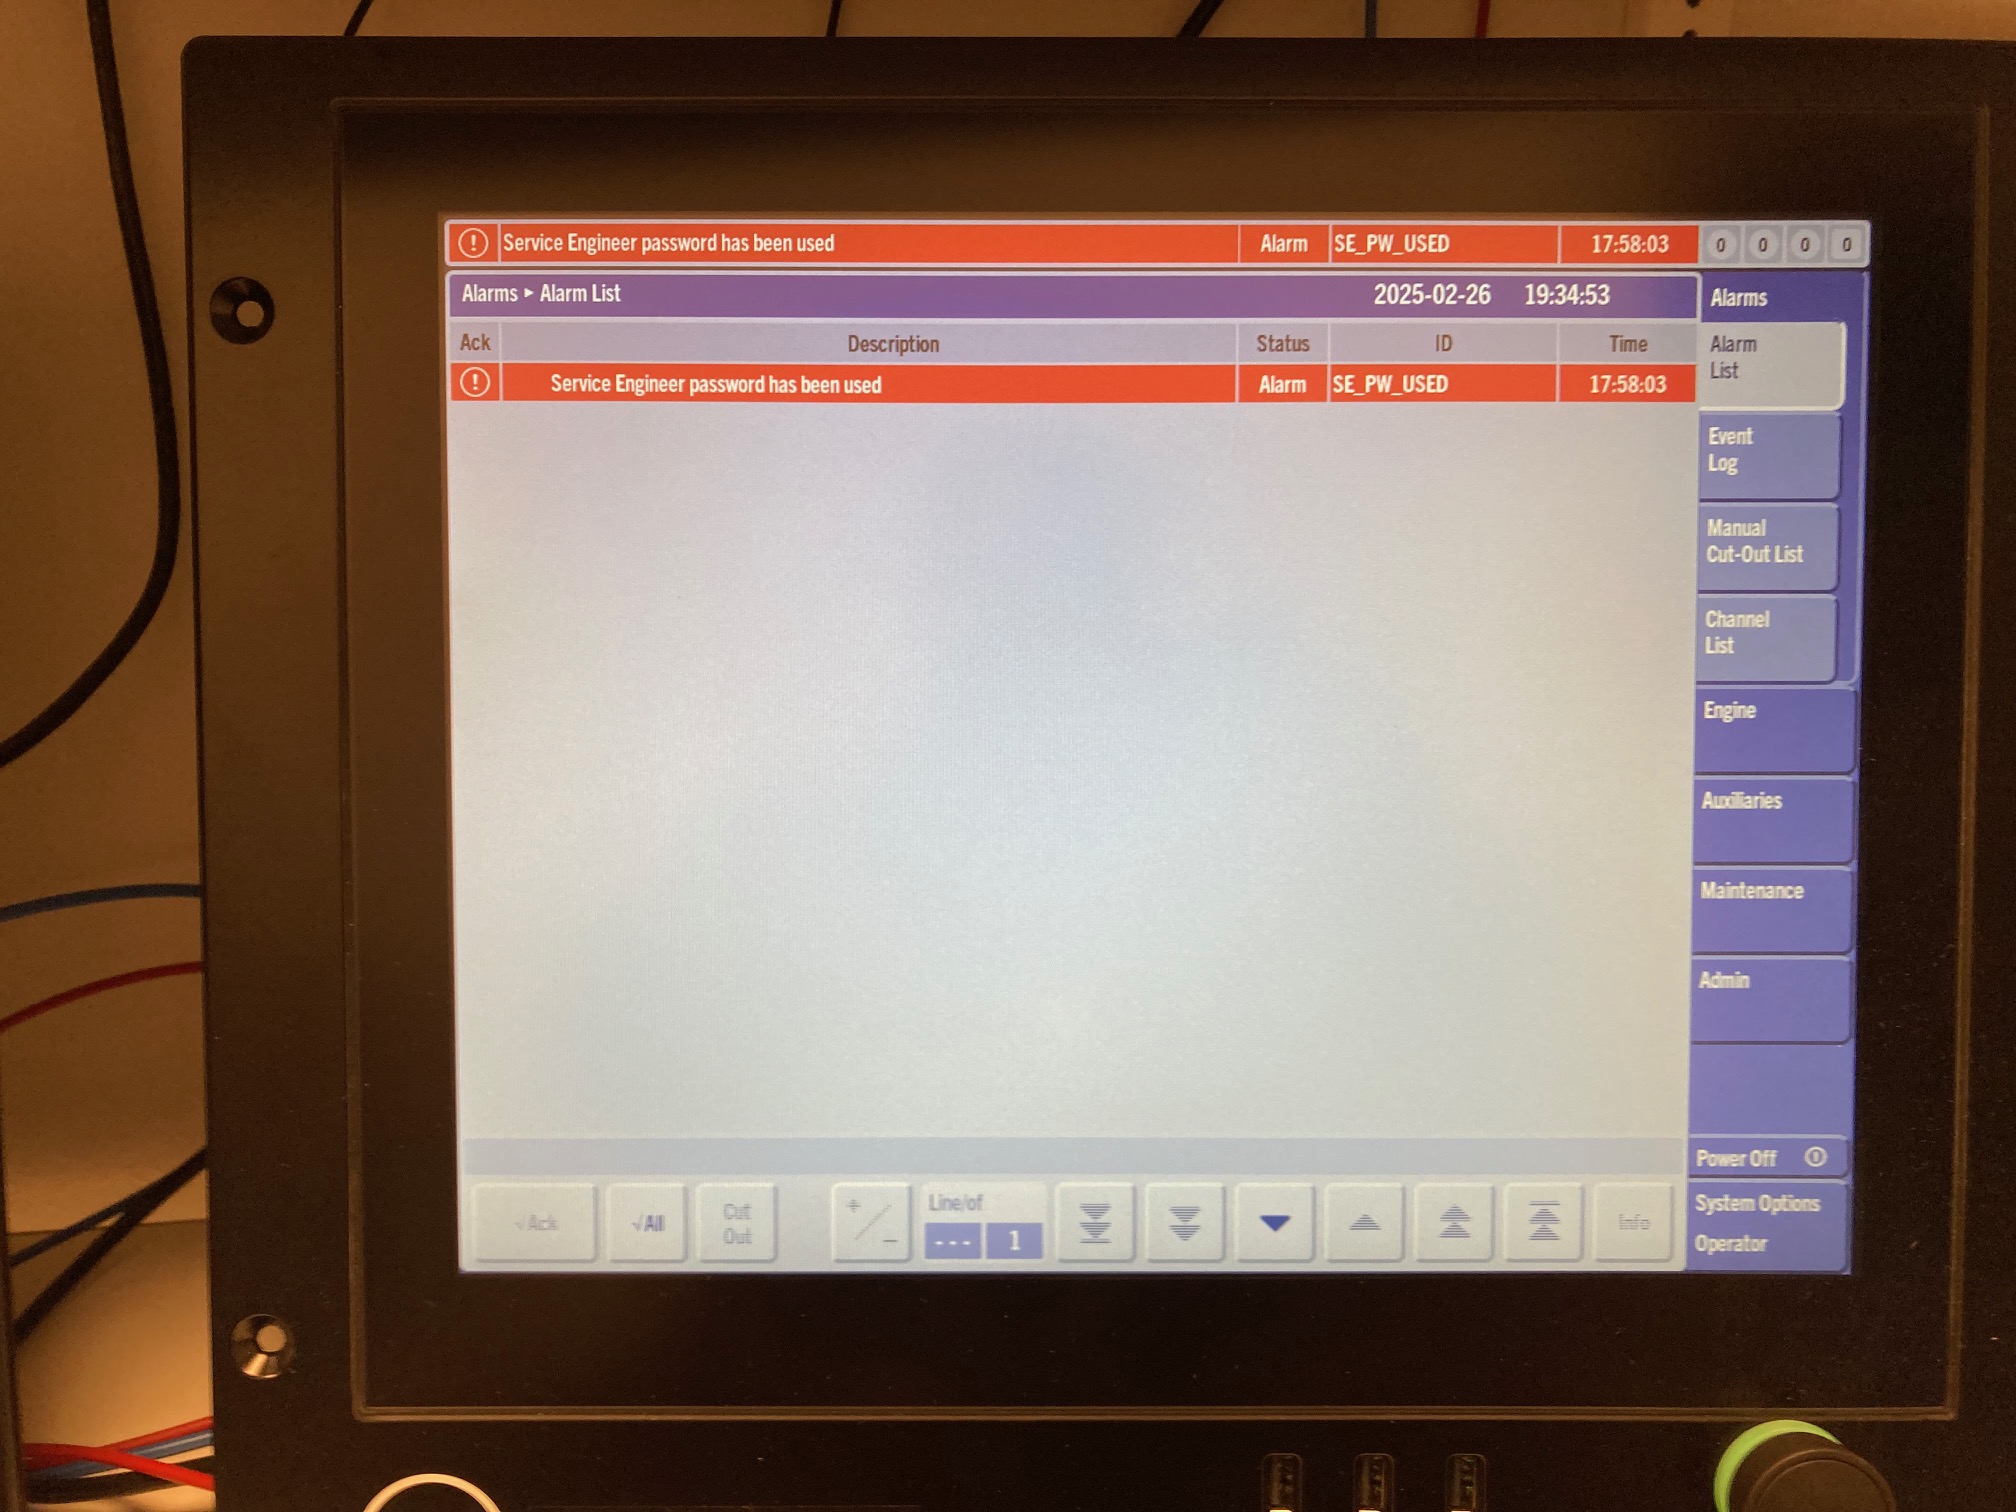 Service Engineer password has been used Alarm SE_PW_USED 17:58:03 0 0 0 0
Alarms ▸ Alarm List 2025-02-26 19:34:53
Ack Description Status ID Time
Service Engineer password has been used Alarm SE_PW_USED 17:58:03
Alarms
Alarm
List
Event
Log
Manual
Cut-Out List
Channel
List
Engine
Auxiliaries
Maintenance
Admin
Power Off
System Options
Operator
√Ack
√All
Cut
Out
+/-
Line/of
--- 1
Info